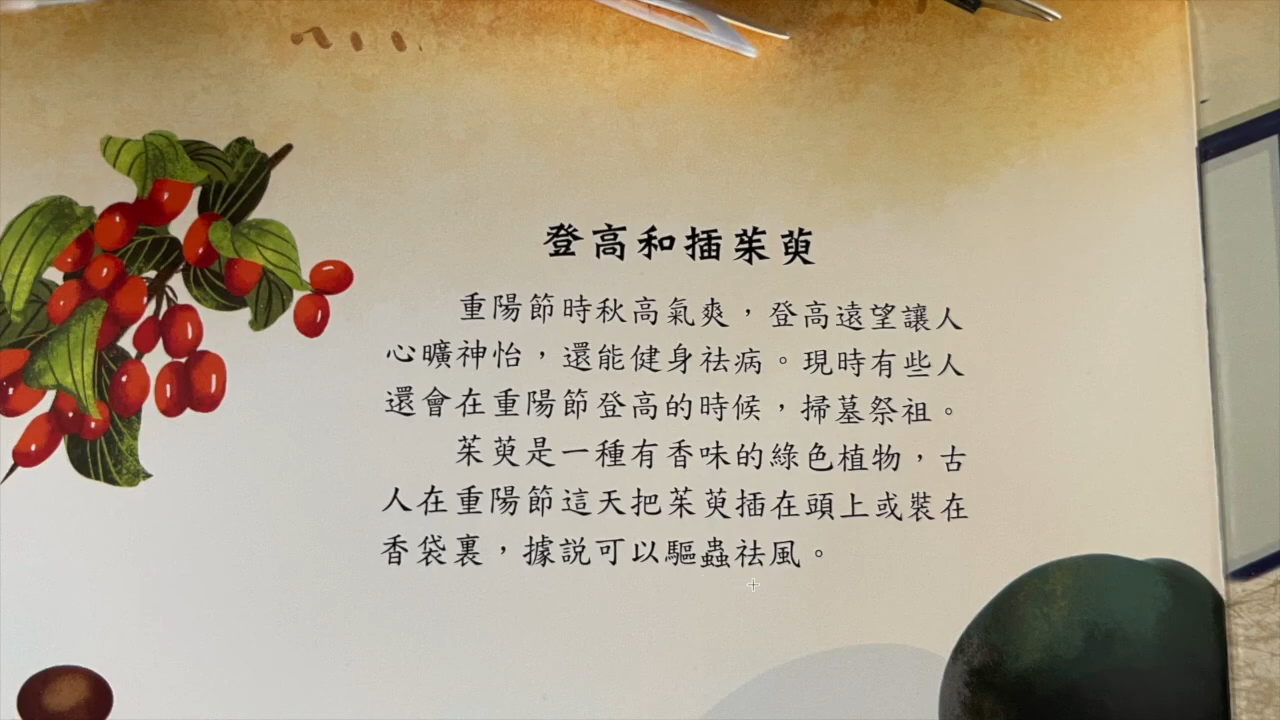 登高和插茱萸
重陽節時秋高氣爽，登高遠望讓人
心曠神怡，還能健身祛病。現時有些人
還會在重陽節登高的時候，掃墓祭祖。
茱萸是一種有香味的綠色植物，古
人在重陽節這天把茱萸插在頭上或裝在
香袋裏，據説可以驅蟲祛風。